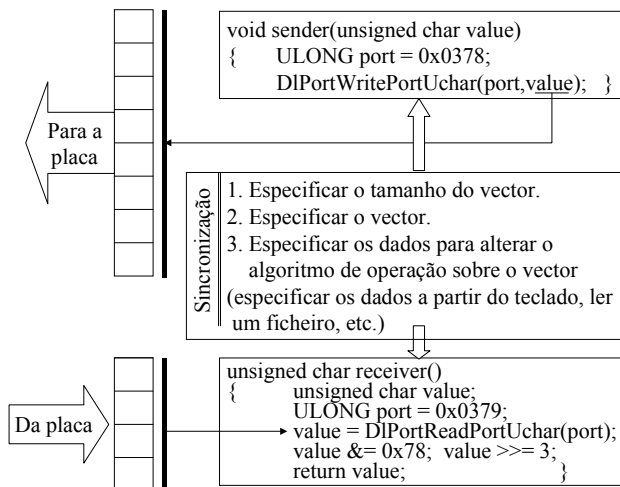 void sender(unsigned char value)
{ ULONG port = 0x0378;
DlPortWritePortUchar(port,value); }
Para a
placa
Sincronização
1. Especificar o tamanho do vector.
2. Especificar o vector.
3. Especificar os dados para alterar o
algoritmo de operação sobre o vector
(especificar os dados a partir do teclado, ler
um ficheiro, etc.)
Da placa
unsigned char receiver()
{ unsigned char value;
ULONG port = 0x0379;
value = DlPortReadPortUchar(port);
value &= 0x78; value >>= 3;
return value; }